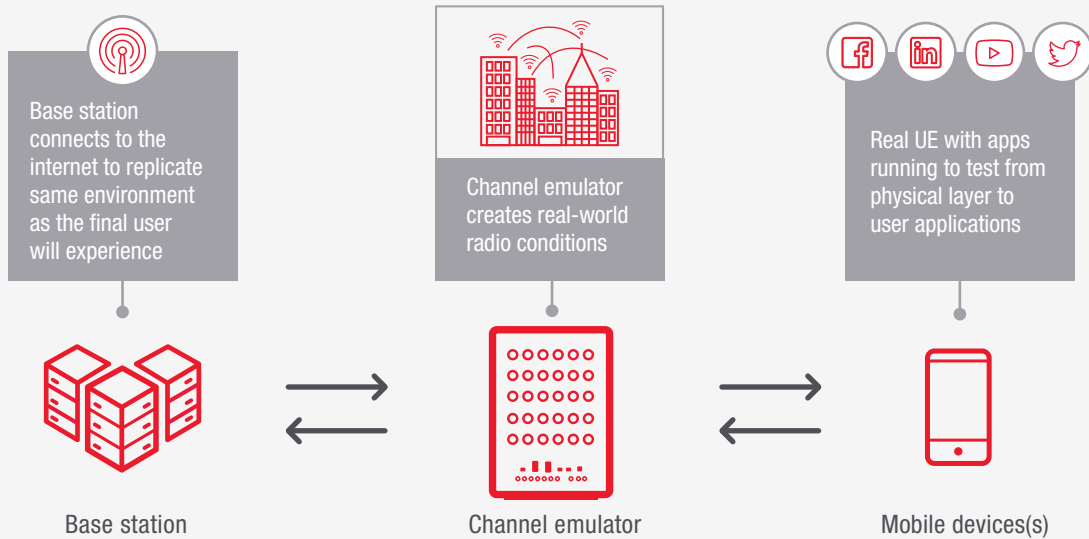 Base station
connects to the
internet to replicate
same environment
as the final user
will experience
Channel emulator
creates real-world
radio conditions
Real UE with apps
running to test from
physical layer to
user applications
Base station
Channel emulator
Mobile devices(s)